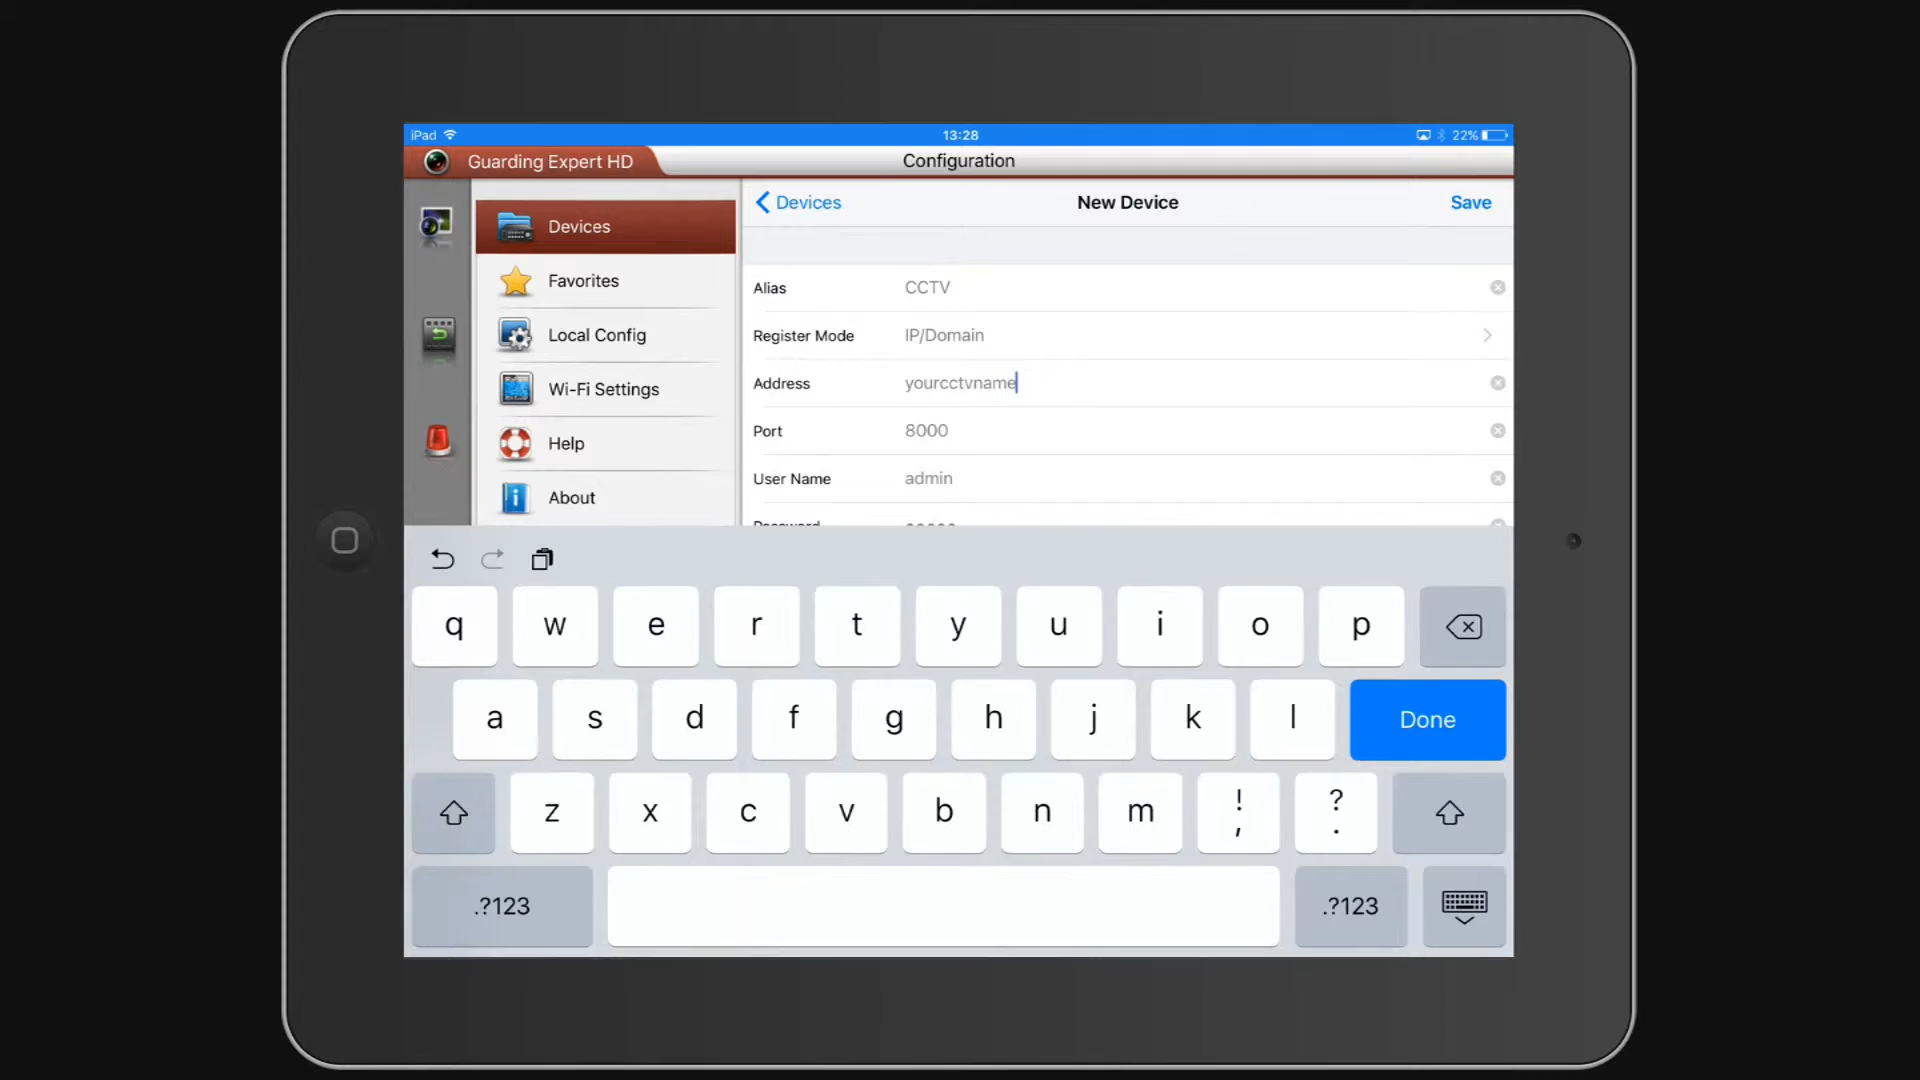 iPad 13:28 22%
Guarding Expert HD Configuration
Devices New Device Save
Devices
Favorites
Local Config
Wi-Fi Settings
Help
About
Alias CCTV
Register Mode IP/Domain
Address yourcctvname
Port 8000
User Name admin
Password
q w e r t y u i o p
a s d f g h j k l Done
z x c v b n m ! , ? .
.?123 .?123